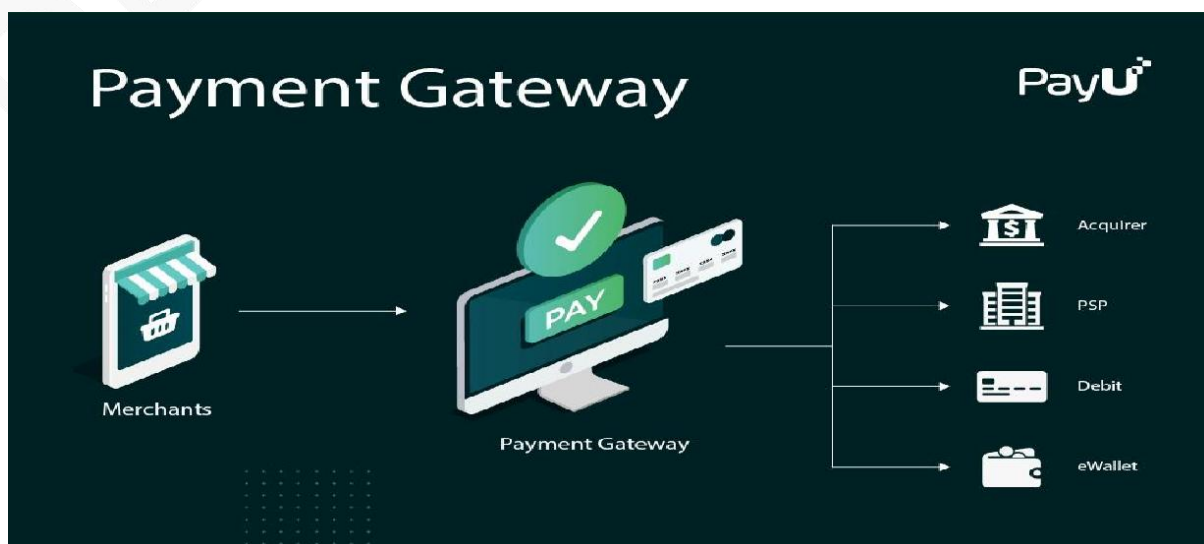 Payment Gateway
PayU
Merchants
PAY
Payment Gateway
Acquirer
PSP
Debit
eWallet